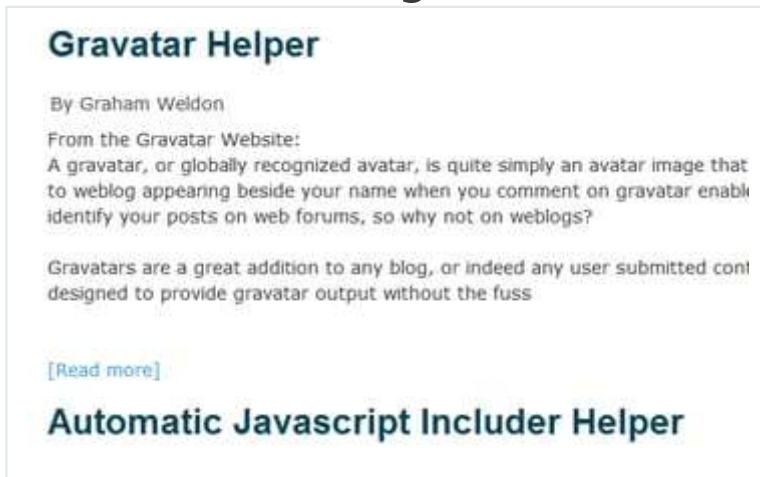 Gravatar Helper
By Graham Weldon
From the Gravatar Website:
A gravatar, or globally recognized avatar, is quite simply an avatar image that
to weblog appearing beside your name when you comment on gravatar
identify your posts on web forums, so why not on weblogs?
Gravatars are a great addition to any blog, or indeed any user submitted
designed to provide gravatar output without the fuss
[Read more]
Automatic Javascript Includer Helper